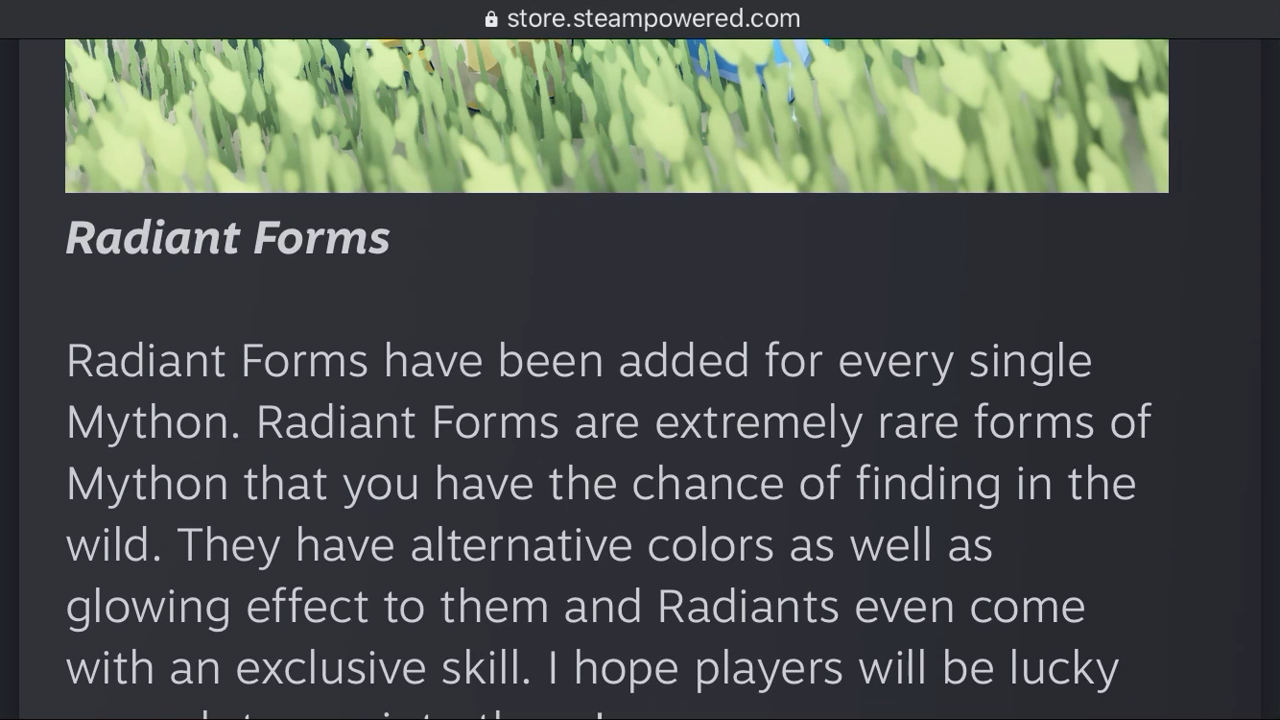 store.steampowered.com
Radiant Forms
Radiant Forms have been added for every single
Mython. Radiant Forms are extremely rare forms of
Mython that you have the chance of finding in the
wild. They have alternative colors as well as
glowing effect to them and Radiants even come
with an exclusive skill. I hope players will be lucky